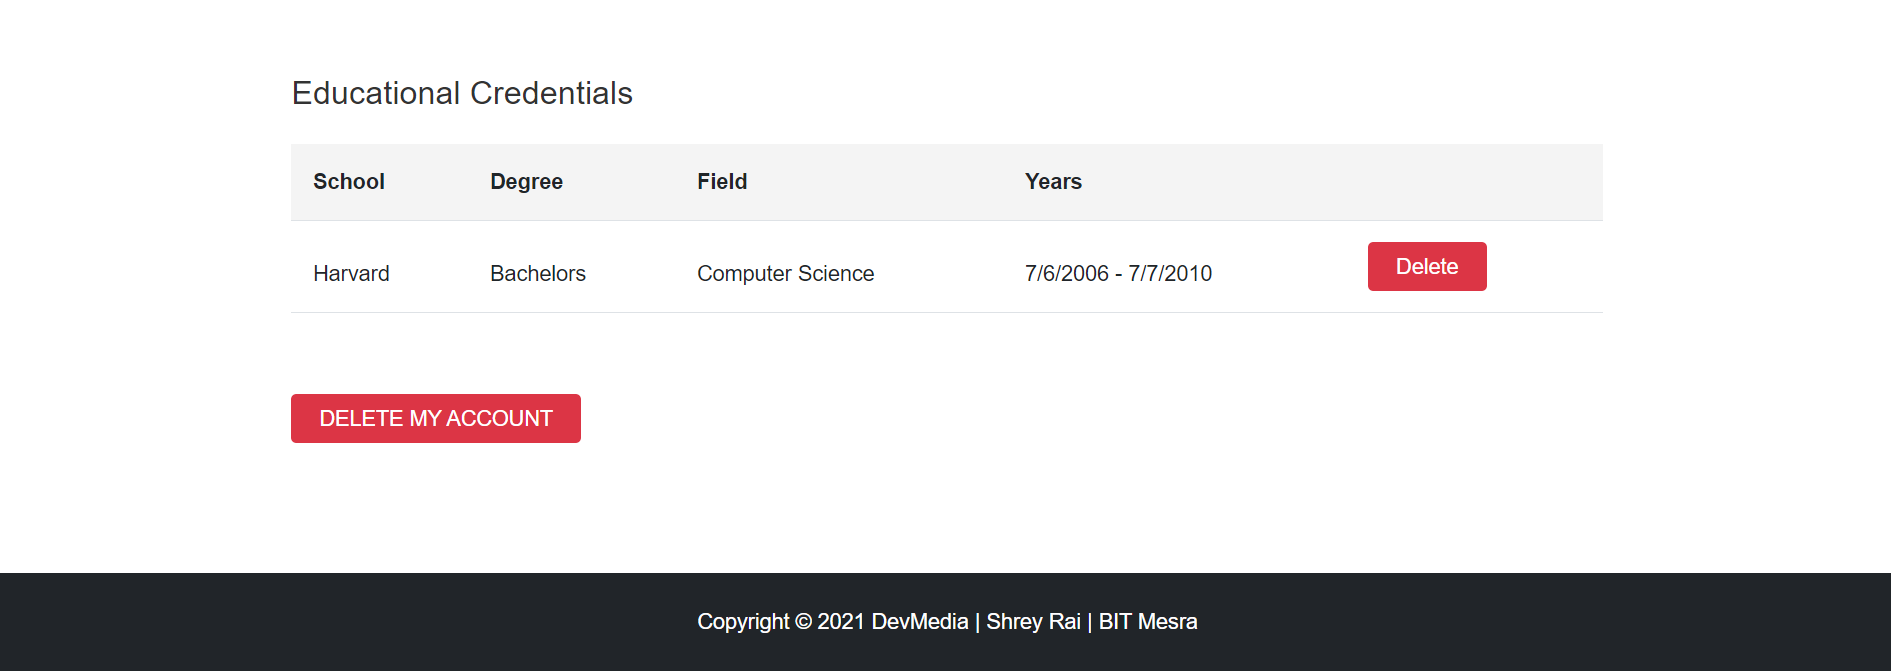 Educational Credentials
School Degree Field Years
Harvard Bachelors Computer Science 7/6/2006 - 7/7/2010 Delete
DELETE MY ACCOUNT
Copyright © 2021 DevMedia | Shrey Rai | BIT Mesra